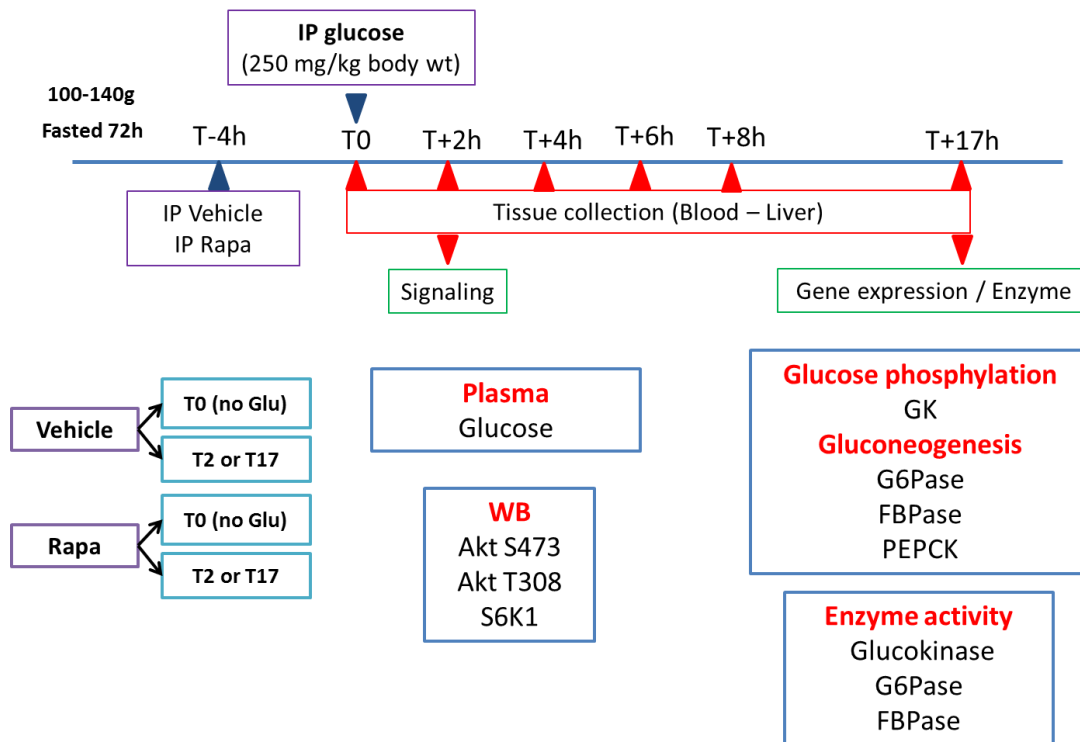 IP glucose
(250 mg/kg body wt)
100-140g
Fasted 72h
T-4h
T0
T+2h
T+4h
T+6h
T+8h
T+17h
IP Vehicle
IP Rapa
Tissue collection (Blood – Liver)
Signaling
Gene expression / Enzyme
Vehicle
T0 (no Glu)
T2 or T17
Rapa
T0 (no Glu)
T2 or T17
Plasma
Glucose
WB
Akt S473
Akt T308
S6K1
Glucose phosphylation
GK
Gluconeogenesis
G6Pase
FBPase
PEPCK
Enzyme activity
Glucokinase
G6Pase
FBPase